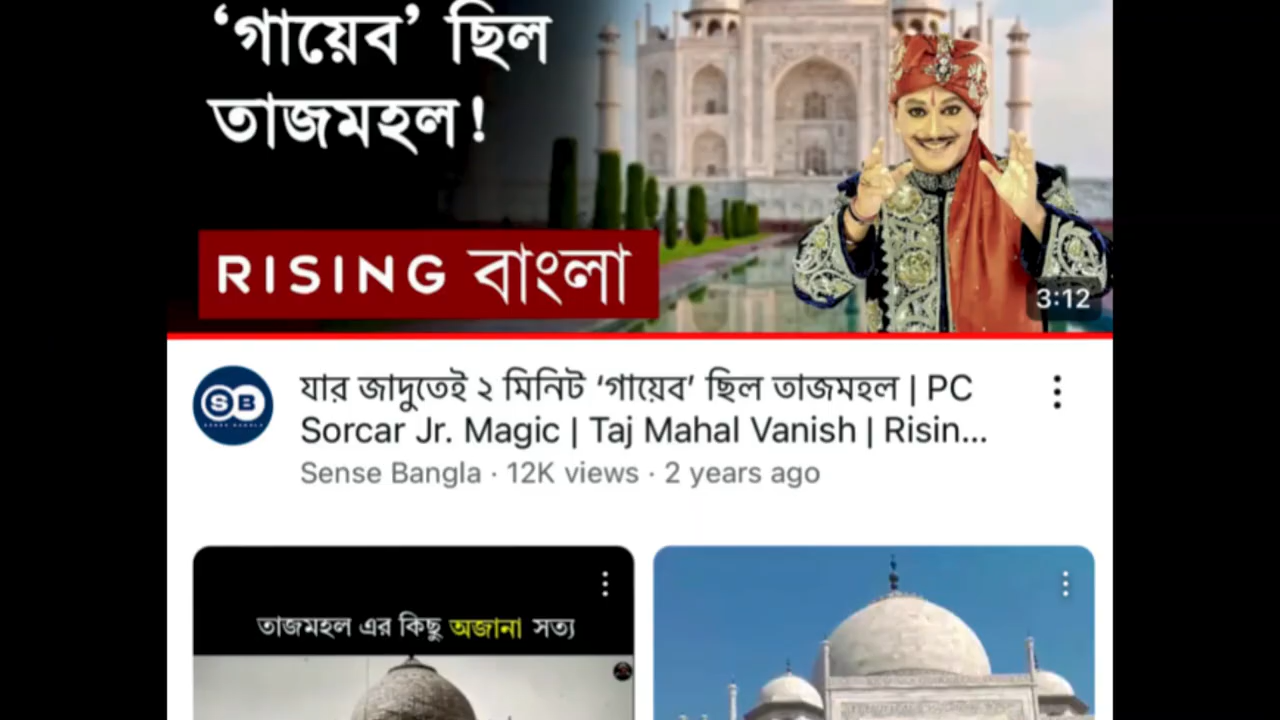 ‘গায়েব’ ছিল
তাজমহল!
RISING বাংলা
3:12
SB
যার জাদুতেই ২ মিনিট ‘গায়েব’ ছিল তাজমহল | PC
Sorcar Jr. Magic | Taj Mahal Vanish | Risin...
Sense Bangla · 12K views · 2 years ago
তাজমহল এর কিছু অজানা সত্য